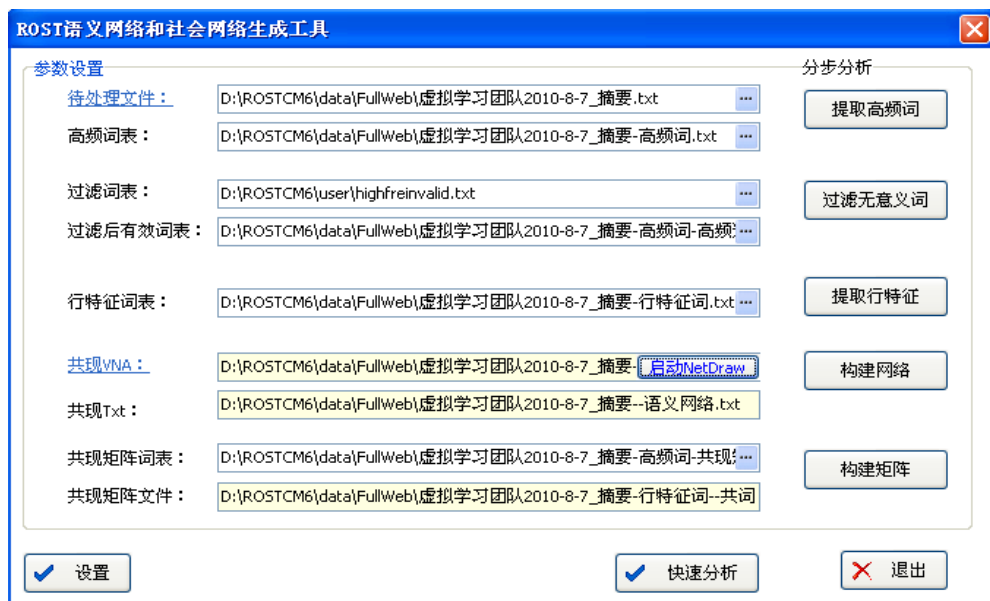 ROST语义网络和社会网络生成工具
参数设置
分步分析
待处理文件： D:\ROSTCM6\data\FullWeb\虚拟学习团队2010-8-7_摘要.txt ...
提取高频词
高频词表： D:\ROSTCM6\data\FullWeb\虚拟学习团队2010-8-7_摘要-高频词.txt ...
过滤词表： D:\ROSTCM6\user\highfreinvalid.txt ...
过滤无意义词
过滤后有效词表： D:\ROSTCM6\data\FullWeb\虚拟学习团队2010-8-7_摘要-高频词-高频 ...
行特征词表： D:\ROSTCM6\data\FullWeb\虚拟学习团队2010-8-7_摘要-行特征词.txt ...
提取行特征
共现VNA： D:\ROSTCM6\data\FullWeb\虚拟学习团队2010-8-7_摘要- 启动NetDraw
构建网络
共现Txt： D:\ROSTCM6\data\FullWeb\虚拟学习团队2010-8-7_摘要--语义网络.txt
共现矩阵词表： D:\ROSTCM6\data\FullWeb\虚拟学习团队2010-8-7_摘要-高频词-共现 ...
构建矩阵
共现矩阵文件： D:\ROSTCM6\data\FullWeb\虚拟学习团队2010-8-7_摘要-行特征词--共词
设置
快速分析
退出